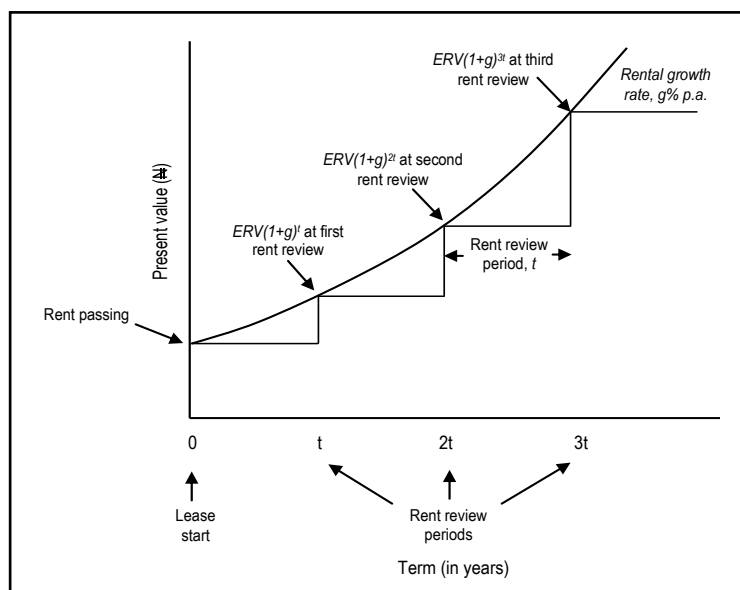 ERV(1+g)³ᵗ at third
rent review
Rental growth
rate, g% p.a.
ERV(1+g)²ᵗ at second
rent review
Present value (₦)
ERV(1+g)ᵗ at first
rent review
Rent review
period, t
Rent passing
0
t
2t
3t
Lease
start
Rent review
periods
Term (in years)